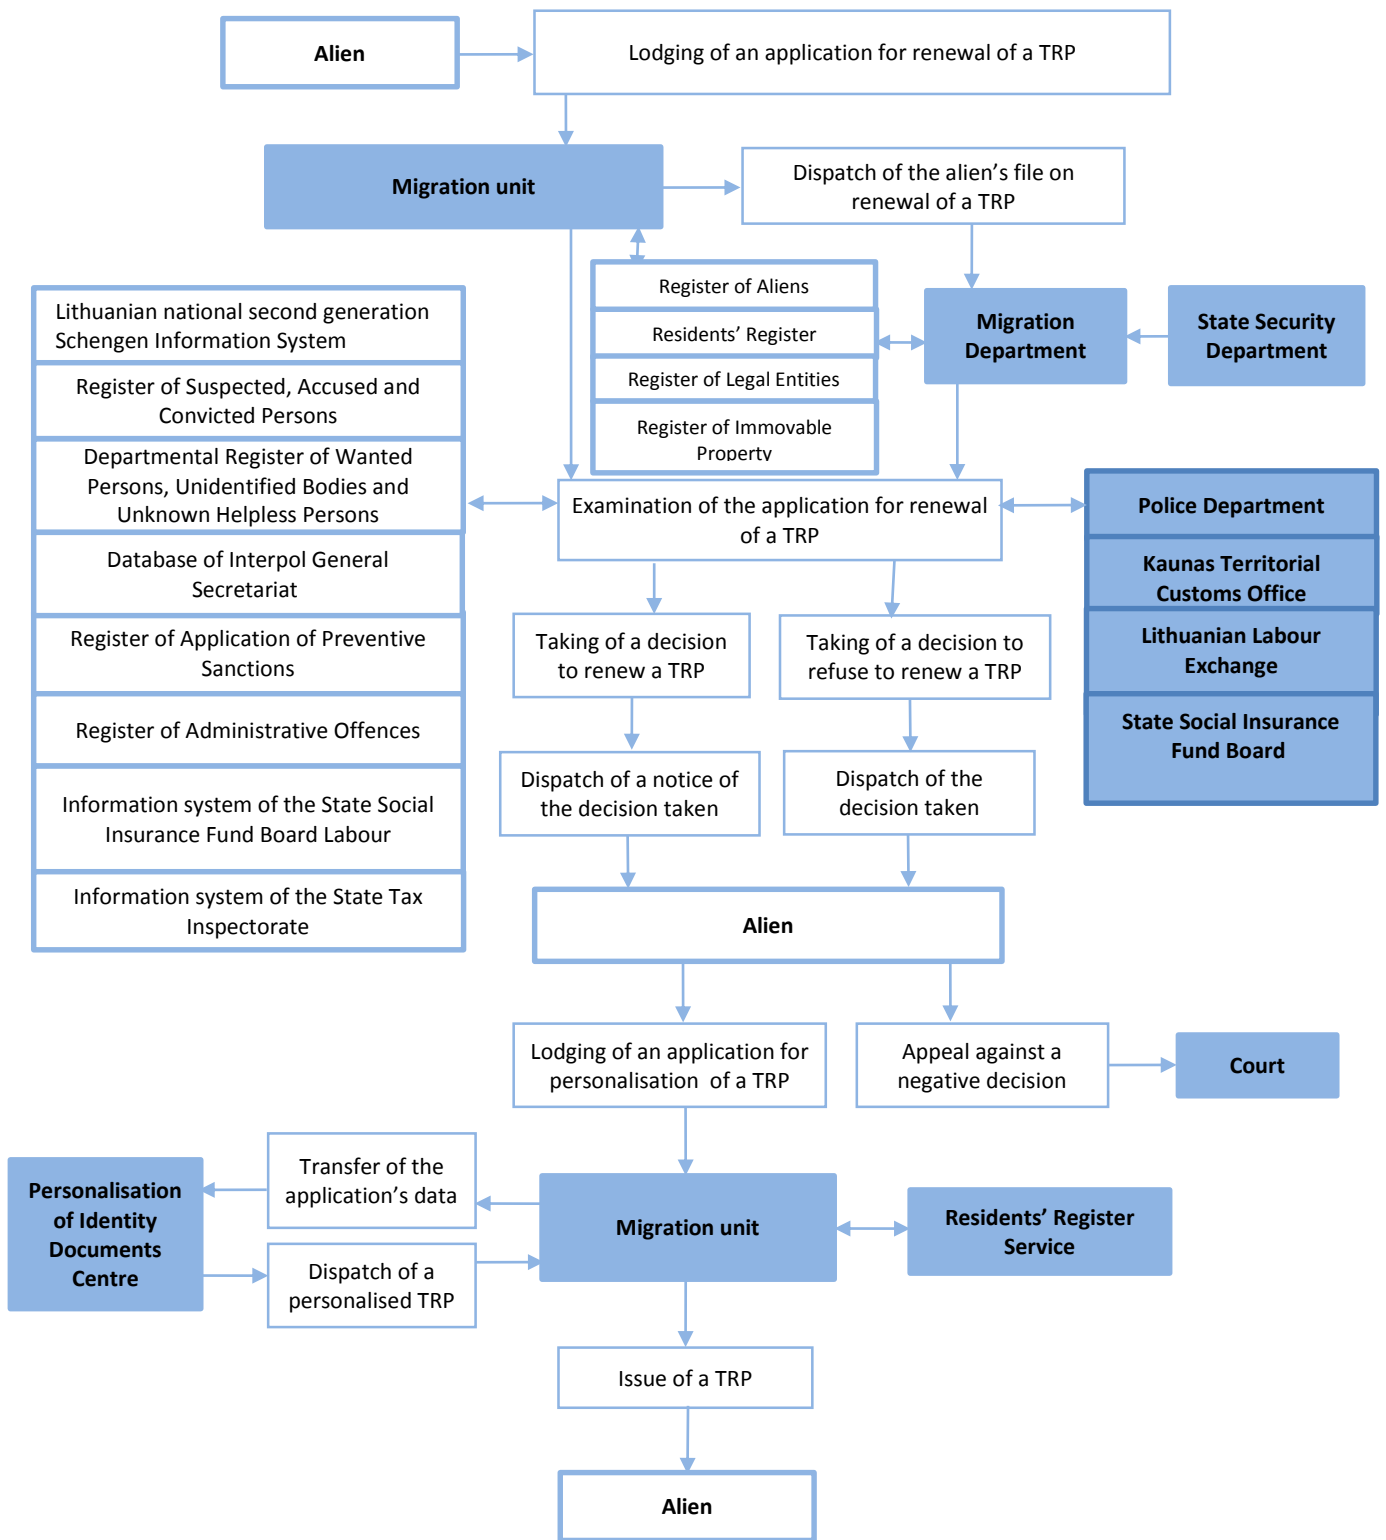 Alien
Lodging of an application for renewal of a TRP
Migration unit
Dispatch of the alien’s file on
renewal of a TRP
Register of Aliens
Residents’ Register
Register of Legal Entities
Register of Immovable
Property
Migration
Department
State Security
Department
Lithuanian national second generation
Schengen Information System
Register of Suspected, Accused and
Convicted Persons
Departmental Register of Wanted
Persons, Unidentified Bodies and
Unknown Helpless Persons
Database of Interpol General
Secretariat
Register of Application of Preventive
Sanctions
Register of Administrative Offences
Information system of the State Social
Insurance Fund Board Labour
Information system of the State Tax
Inspectorate
Examination of the application for renewal
of a TRP
Police Department
Kaunas Territorial
Customs Office
Lithuanian Labour
Exchange
State Social Insurance
Fund Board
Taking of a decision
to renew a TRP
Taking of a decision to
refuse to renew a TRP
Dispatch of a notice of
the decision taken
Dispatch of the
decision taken
Alien
Lodging of an application for
personalisation of a TRP
Appeal against a
negative decision
Court
Personalisation
of Identity
Documents
Centre
Transfer of the
application’s data
Dispatch of a
personalised TRP
Migration unit
Residents’ Register
Service
Issue of a TRP
Alien